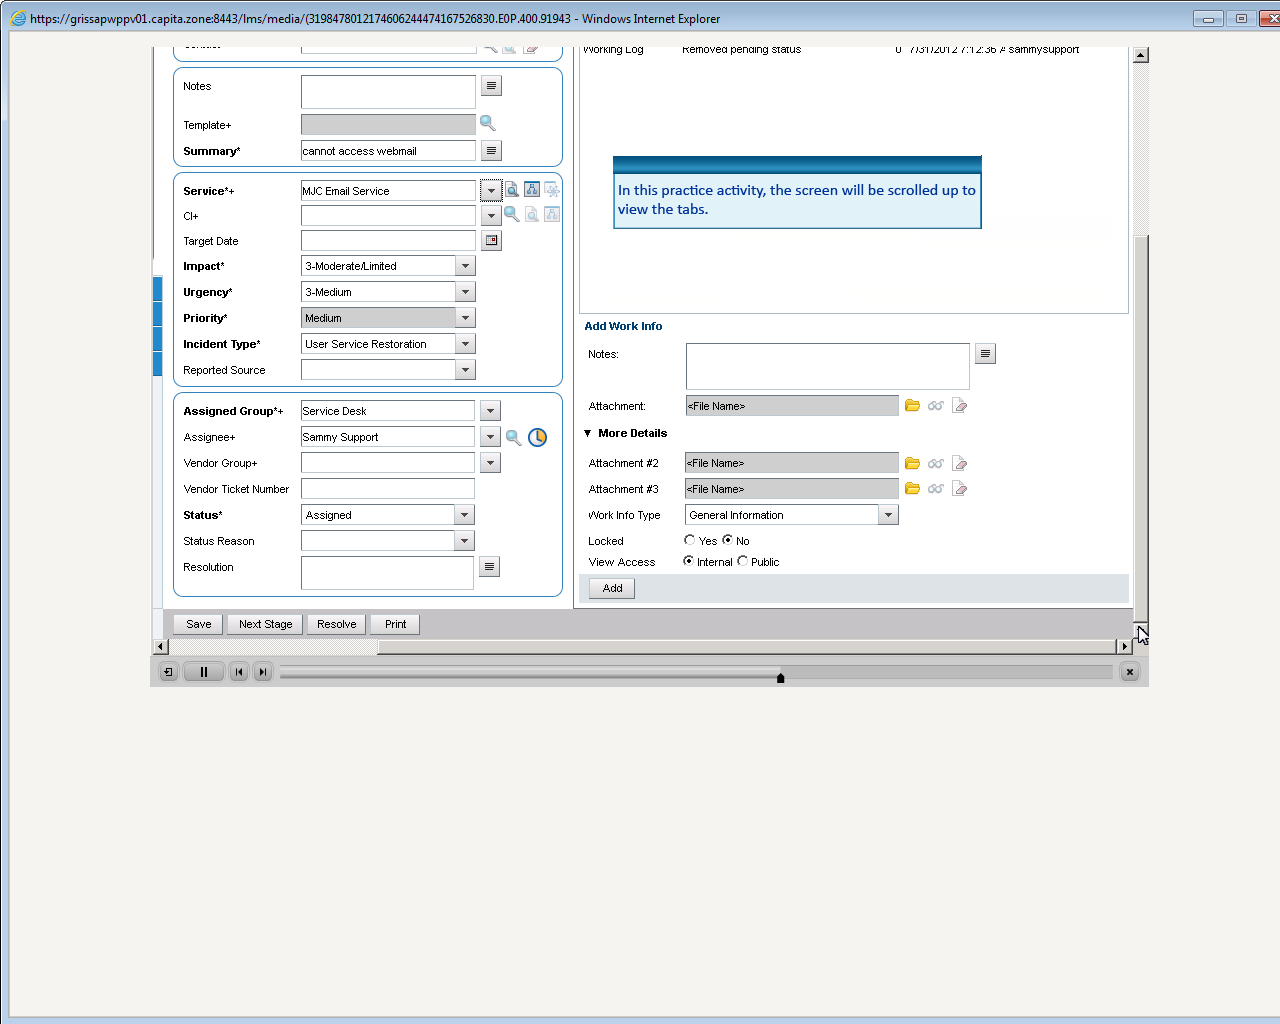 https://grissapwppv01.capita.zone:8443/lms/media/(3198478012174606244474167526830.E0P.400.91943 - Windows Internet Explorer
Working Log Removed pending status 0 7/31/2012 7:12:36 A sammysupport
Notes
Template+
Summary* cannot access webmail
In this practice activity, the screen will be scrolled up to
view the tabs.
Service*+ MJC Email Service
CI+
Target Date
Impact* 3-Moderate/Limited
Urgency* 3-Medium
Priority* Medium
Incident Type* User Service Restoration
Reported Source
Assigned Group*+ Service Desk
Assignee+ Sammy Support
Vendor Group+
Vendor Ticket Number
Status* Assigned
Status Reason
Resolution
Add Work Info
Notes:
Attachment: <File Name>
More Details
Attachment #2 <File Name>
Attachment #3 <File Name>
Work Info Type General Information
Locked Yes No
View Access Internal Public
Add
Save Next Stage Resolve Print